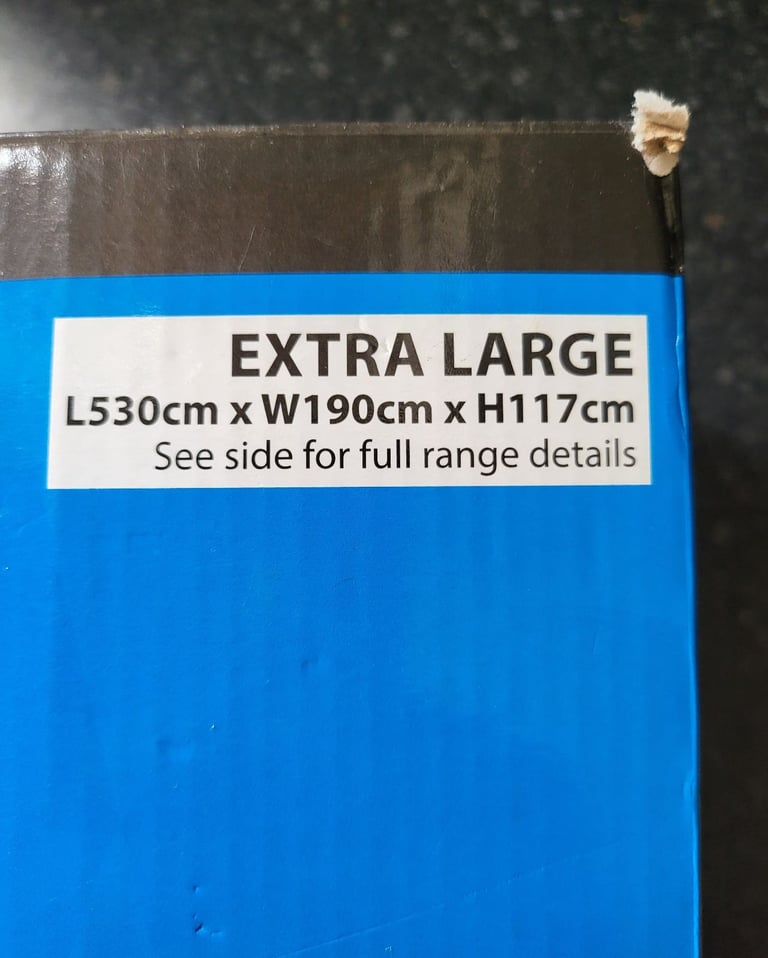 EXTRA LARGE
L530cm x W190cm x H117cm
See side for full range details